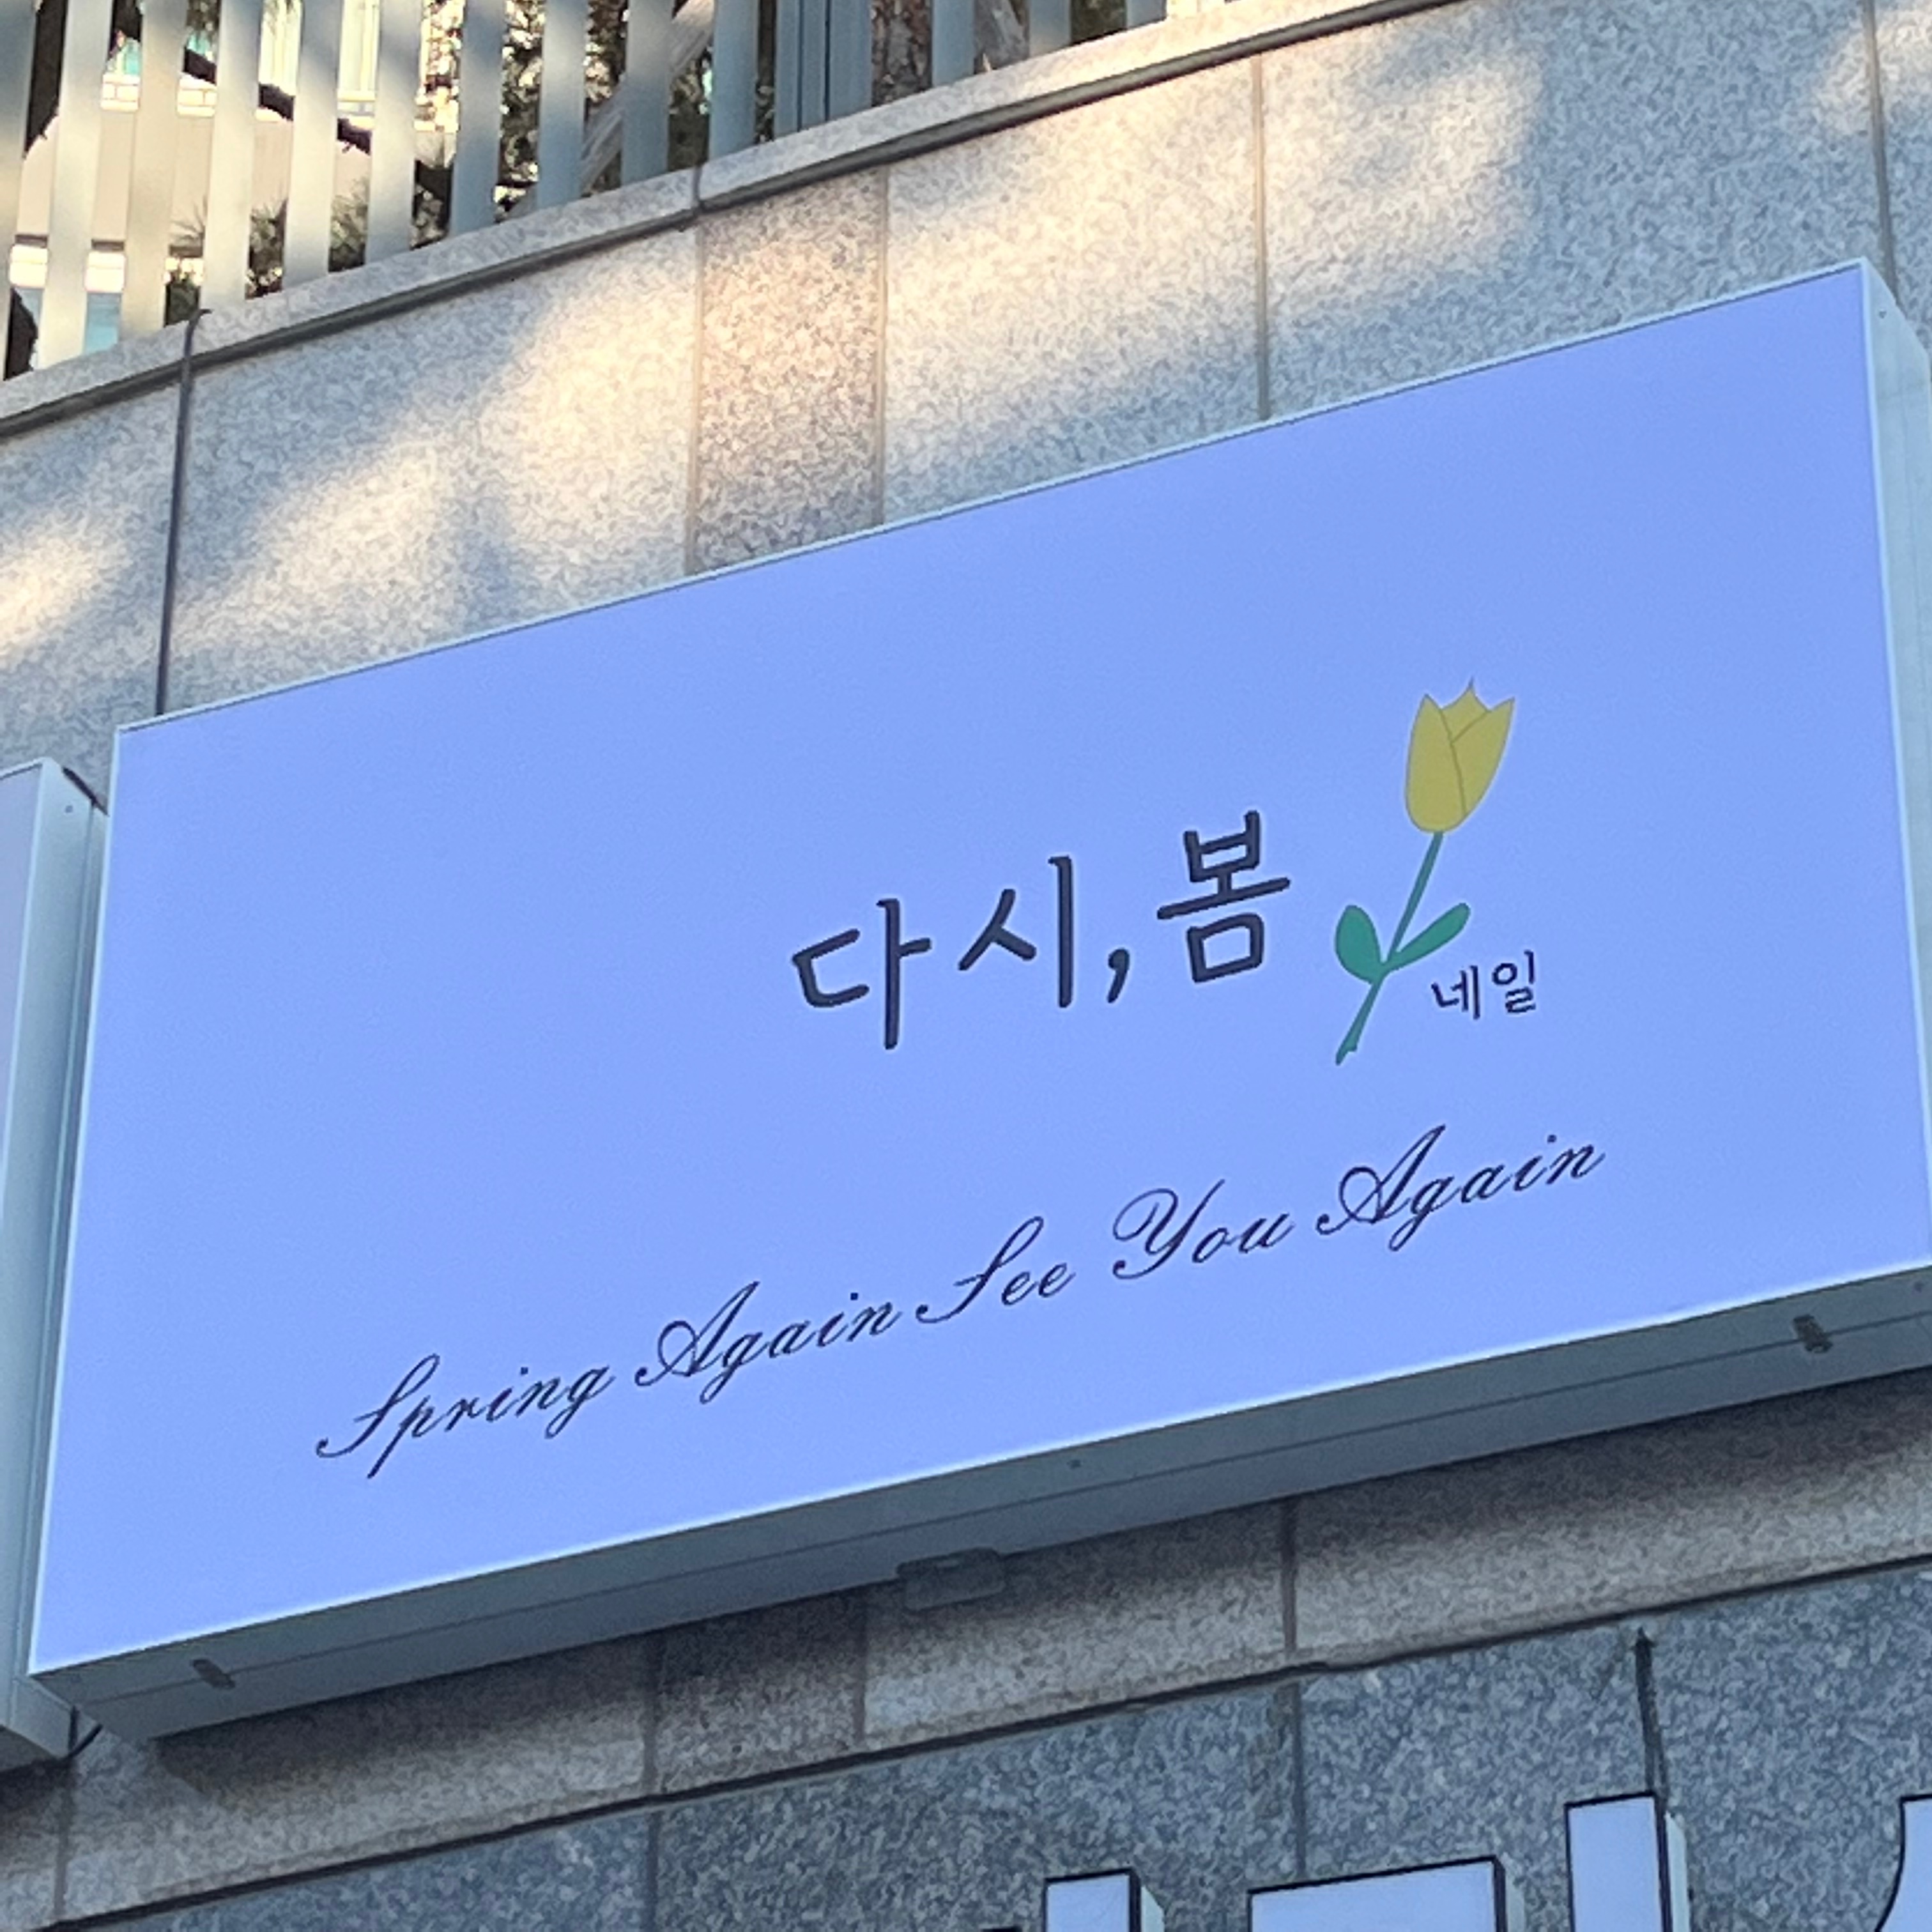 다시, 봄
네일
Spring Again See You Again